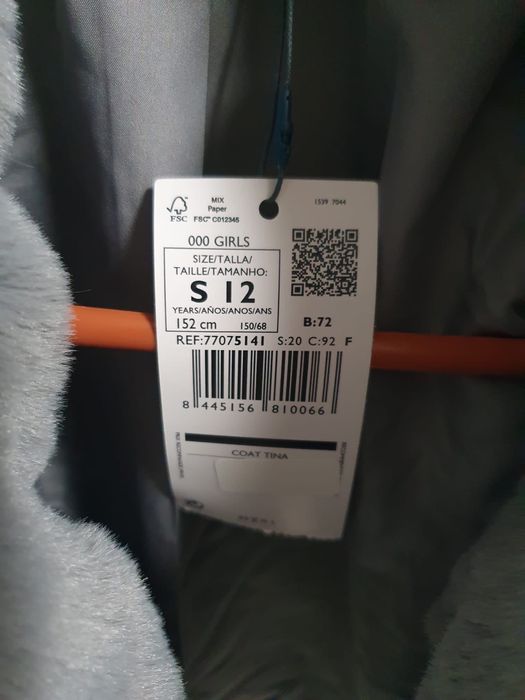 MIX
Paper
FSC FSC® C012345
1539 7044
000 GIRLS
SIZE/TALLA/
TAILLE/TAMANHO:
S 12
YEARS/AÑOS/ANOS/ANS
152 cm 150/68
B:72
REF:77075141 S:20 C:92 F
8 445156 810066
COAT TINA